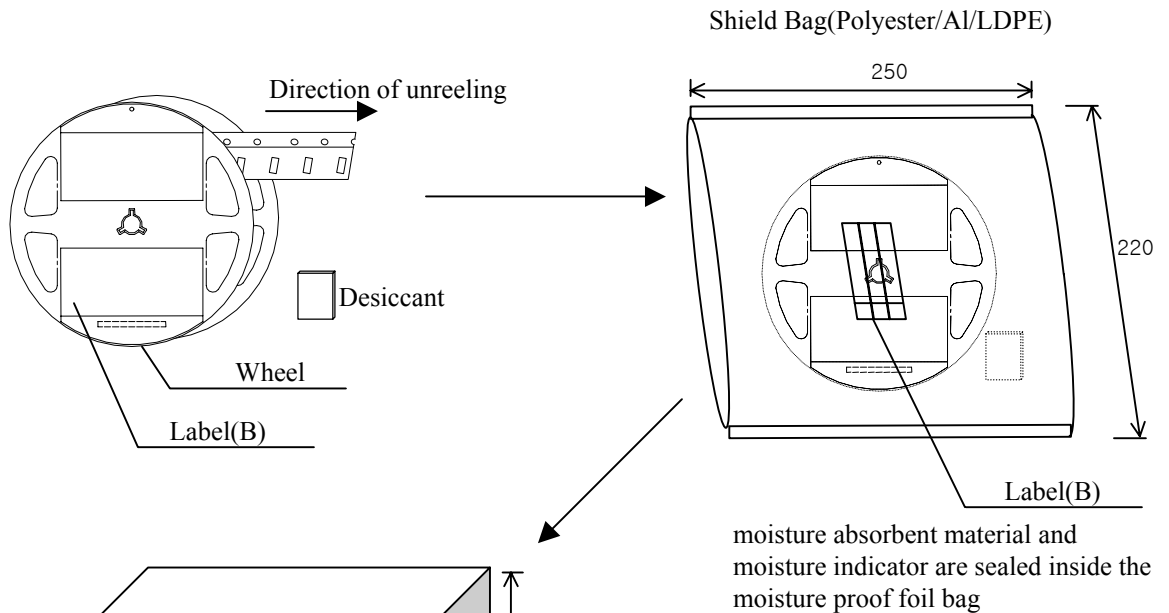 Shield Bag(Polyester/Al/LDPE)
250
Direction of unreeling
220
Desiccant
Wheel
Label(B)
Label(B)
moisture absorbent material and
moisture indicator are sealed inside the
moisture proof foil bag